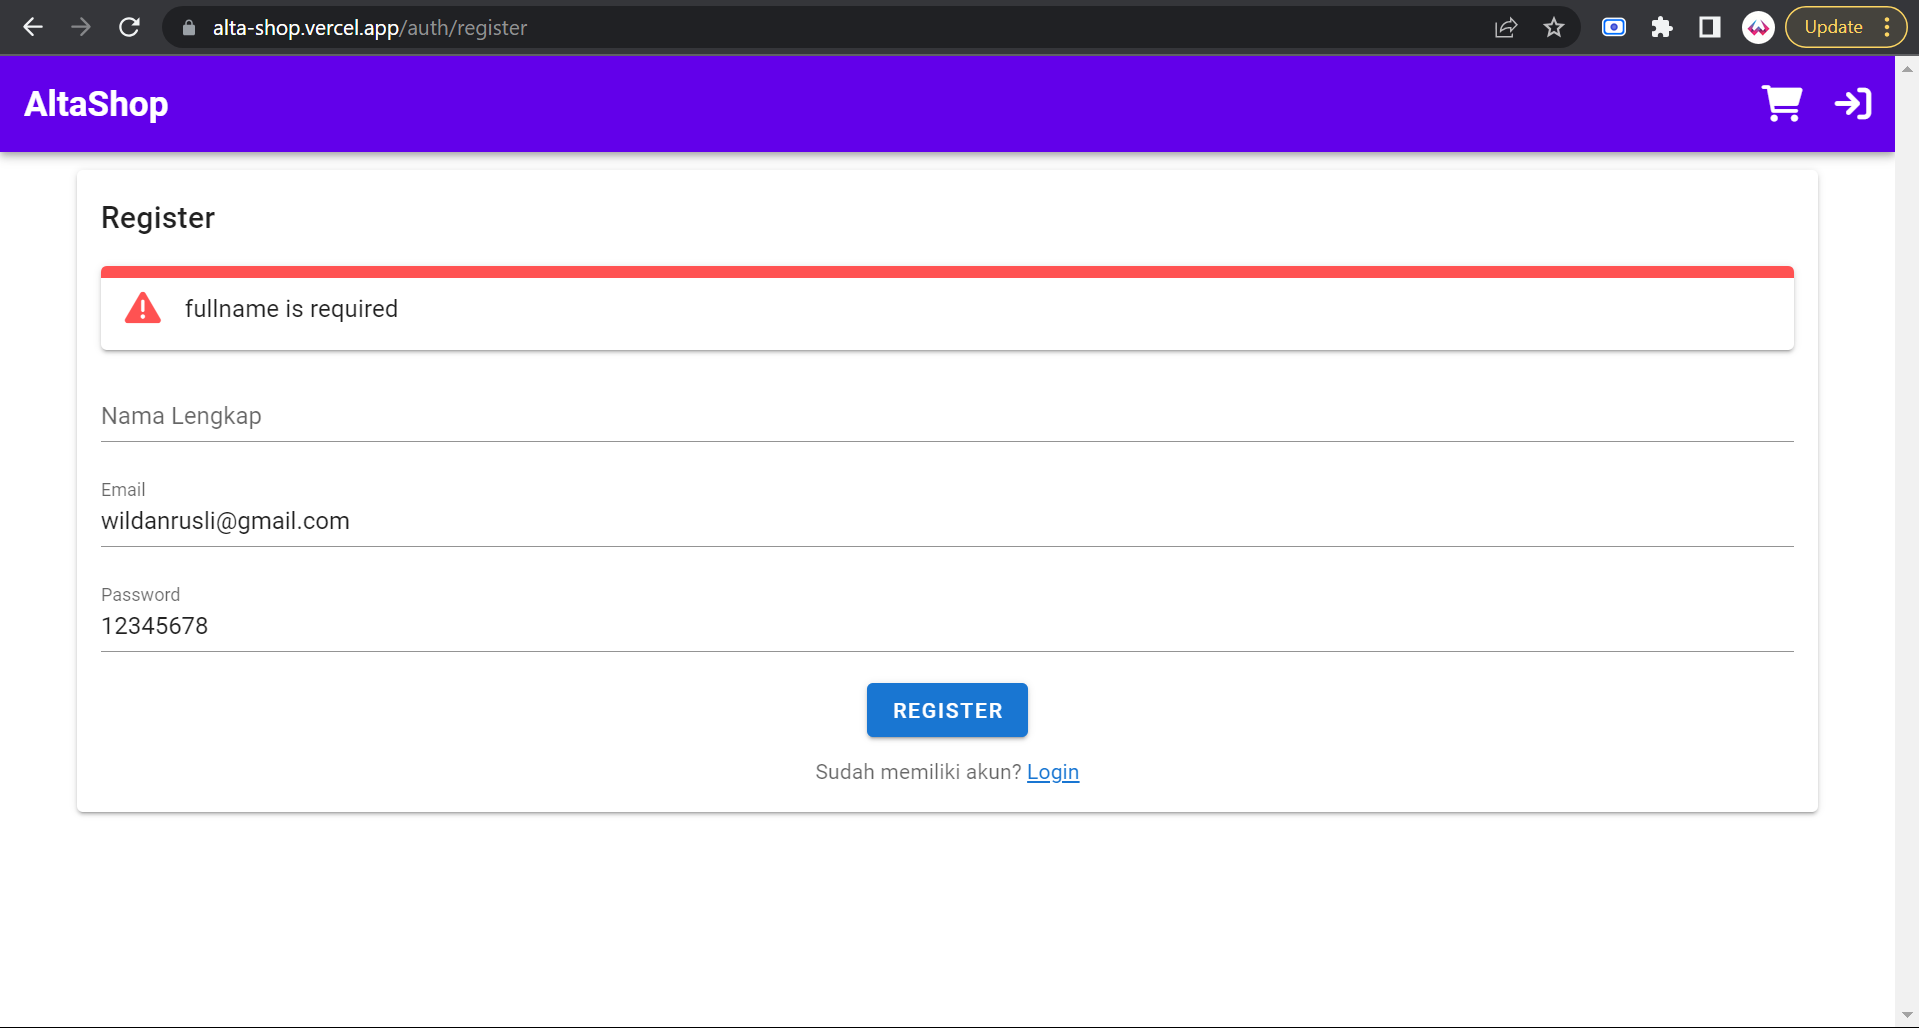 alta-shop.vercel.app/auth/register
Update
AltaShop
Register
fullname is required
Nama Lengkap
Email
wildanrusli@gmail.com
Password
12345678
REGISTER
Sudah memiliki akun? Login